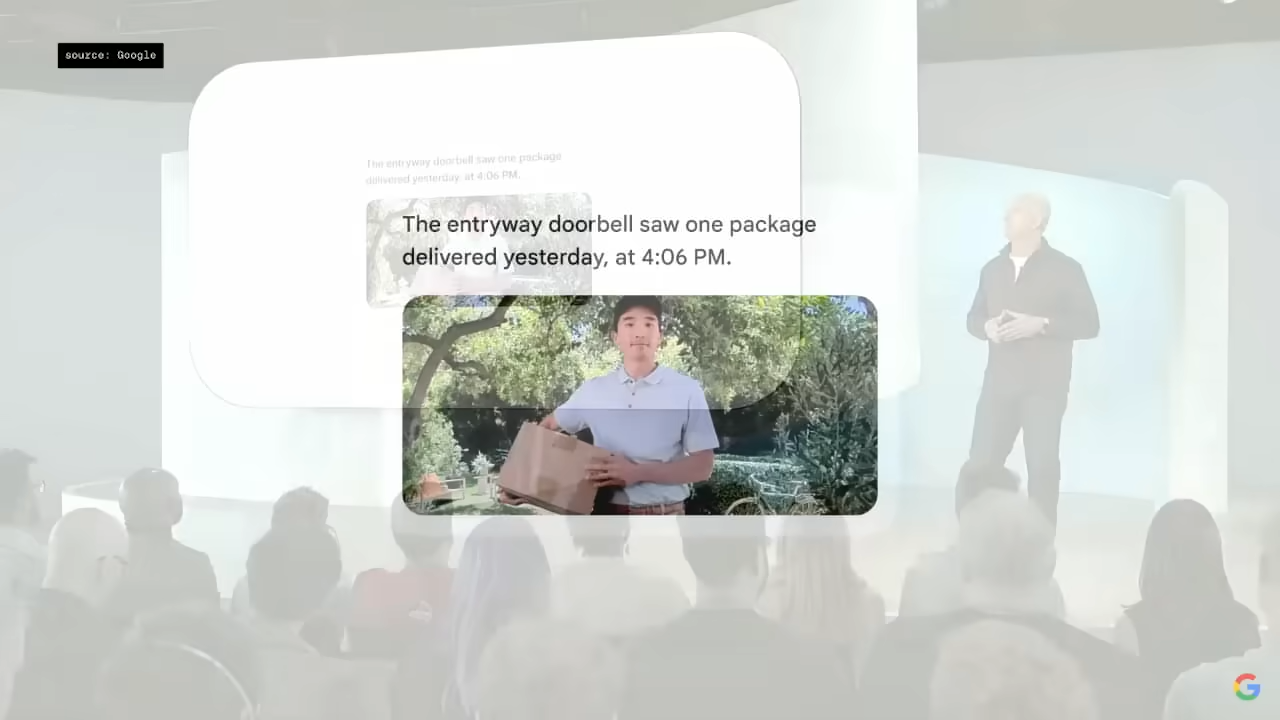 source: Google
The entryway doorbell saw one package
delivered yesterday, at 4:06 PM.
The entryway doorbell saw one package
delivered yesterday, at 4:06 PM.